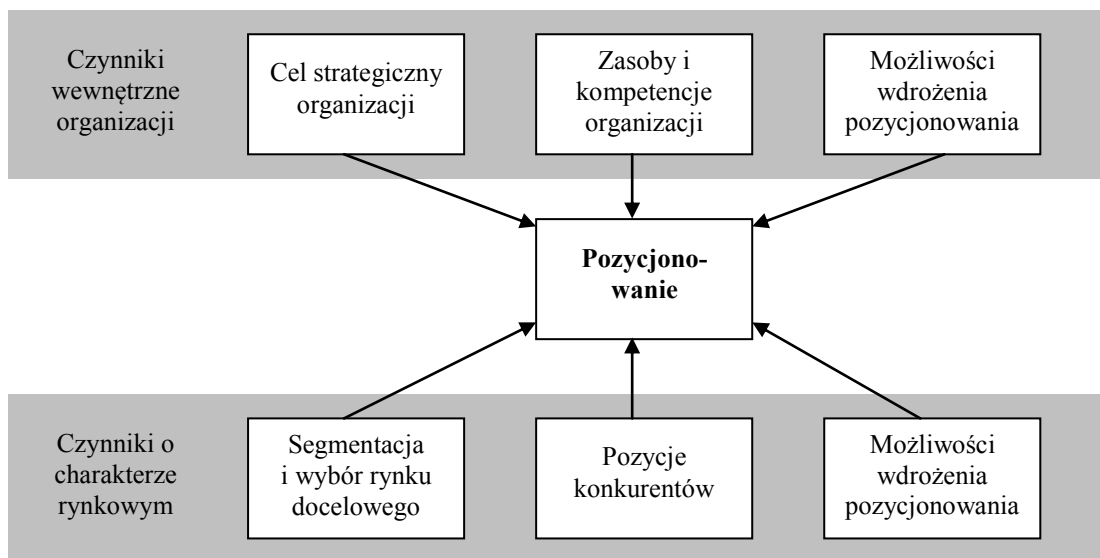 Czynniki
wewnętrzne
organizacji
Cel strategiczny
organizacji
Zasoby i
kompetencje
organizacji
Możliwości
wdrożenia
pozycjonowania
Pozycjono-
wanie
Czynniki o
charakterze
rynkowym
Segmentacja
i wybór rynku
docelowego
Pozycje
konkurentów
Możliwości
wdrożenia
pozycjonowania